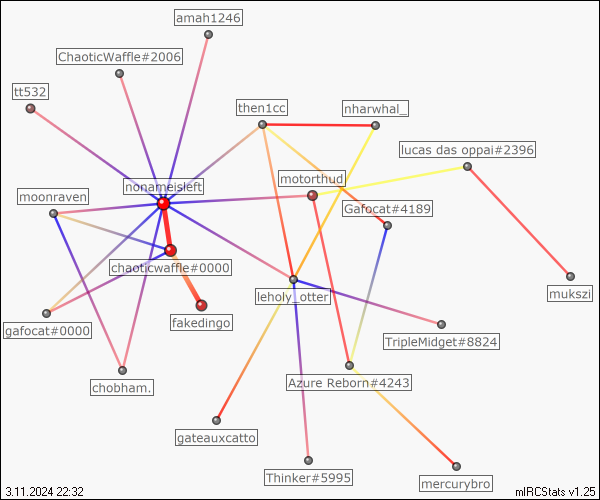 amah1246
ChaoticWaffle#2006
tt532
then1cc
nharwhal_
lucas das oppai#2396
nonameisleft
motorthud
moonraven
Gafocat#4189
chaoticwaffle#0000
leholy_otter
mukszi
fakedingo
gafocat#0000
TripleMidget#8824
chobham.
Azure Reborn#4243
gateauxcatto
Thinker#5995
mercurybro
3.11.2024 22:32
mIRCStats v1.25